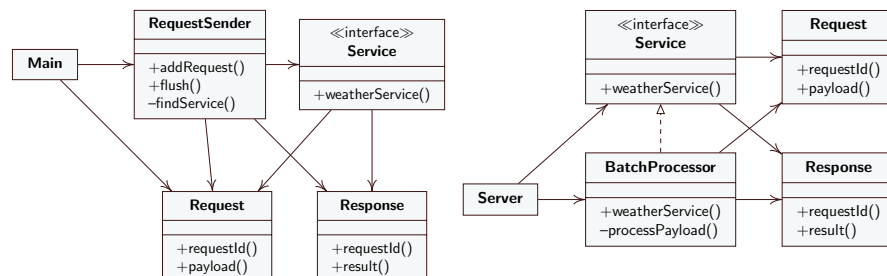 RequestSender
+addRequest()
+flush()
−findService()
Main
≪interface≫
Service
+weatherService()
Request
+requestId()
+payload()
Response
+requestId()
+result()
≪interface≫
Service
+weatherService()
Request
+requestId()
+payload()
Server
BatchProcessor
+weatherService()
−processPayload()
Response
+requestId()
+result()